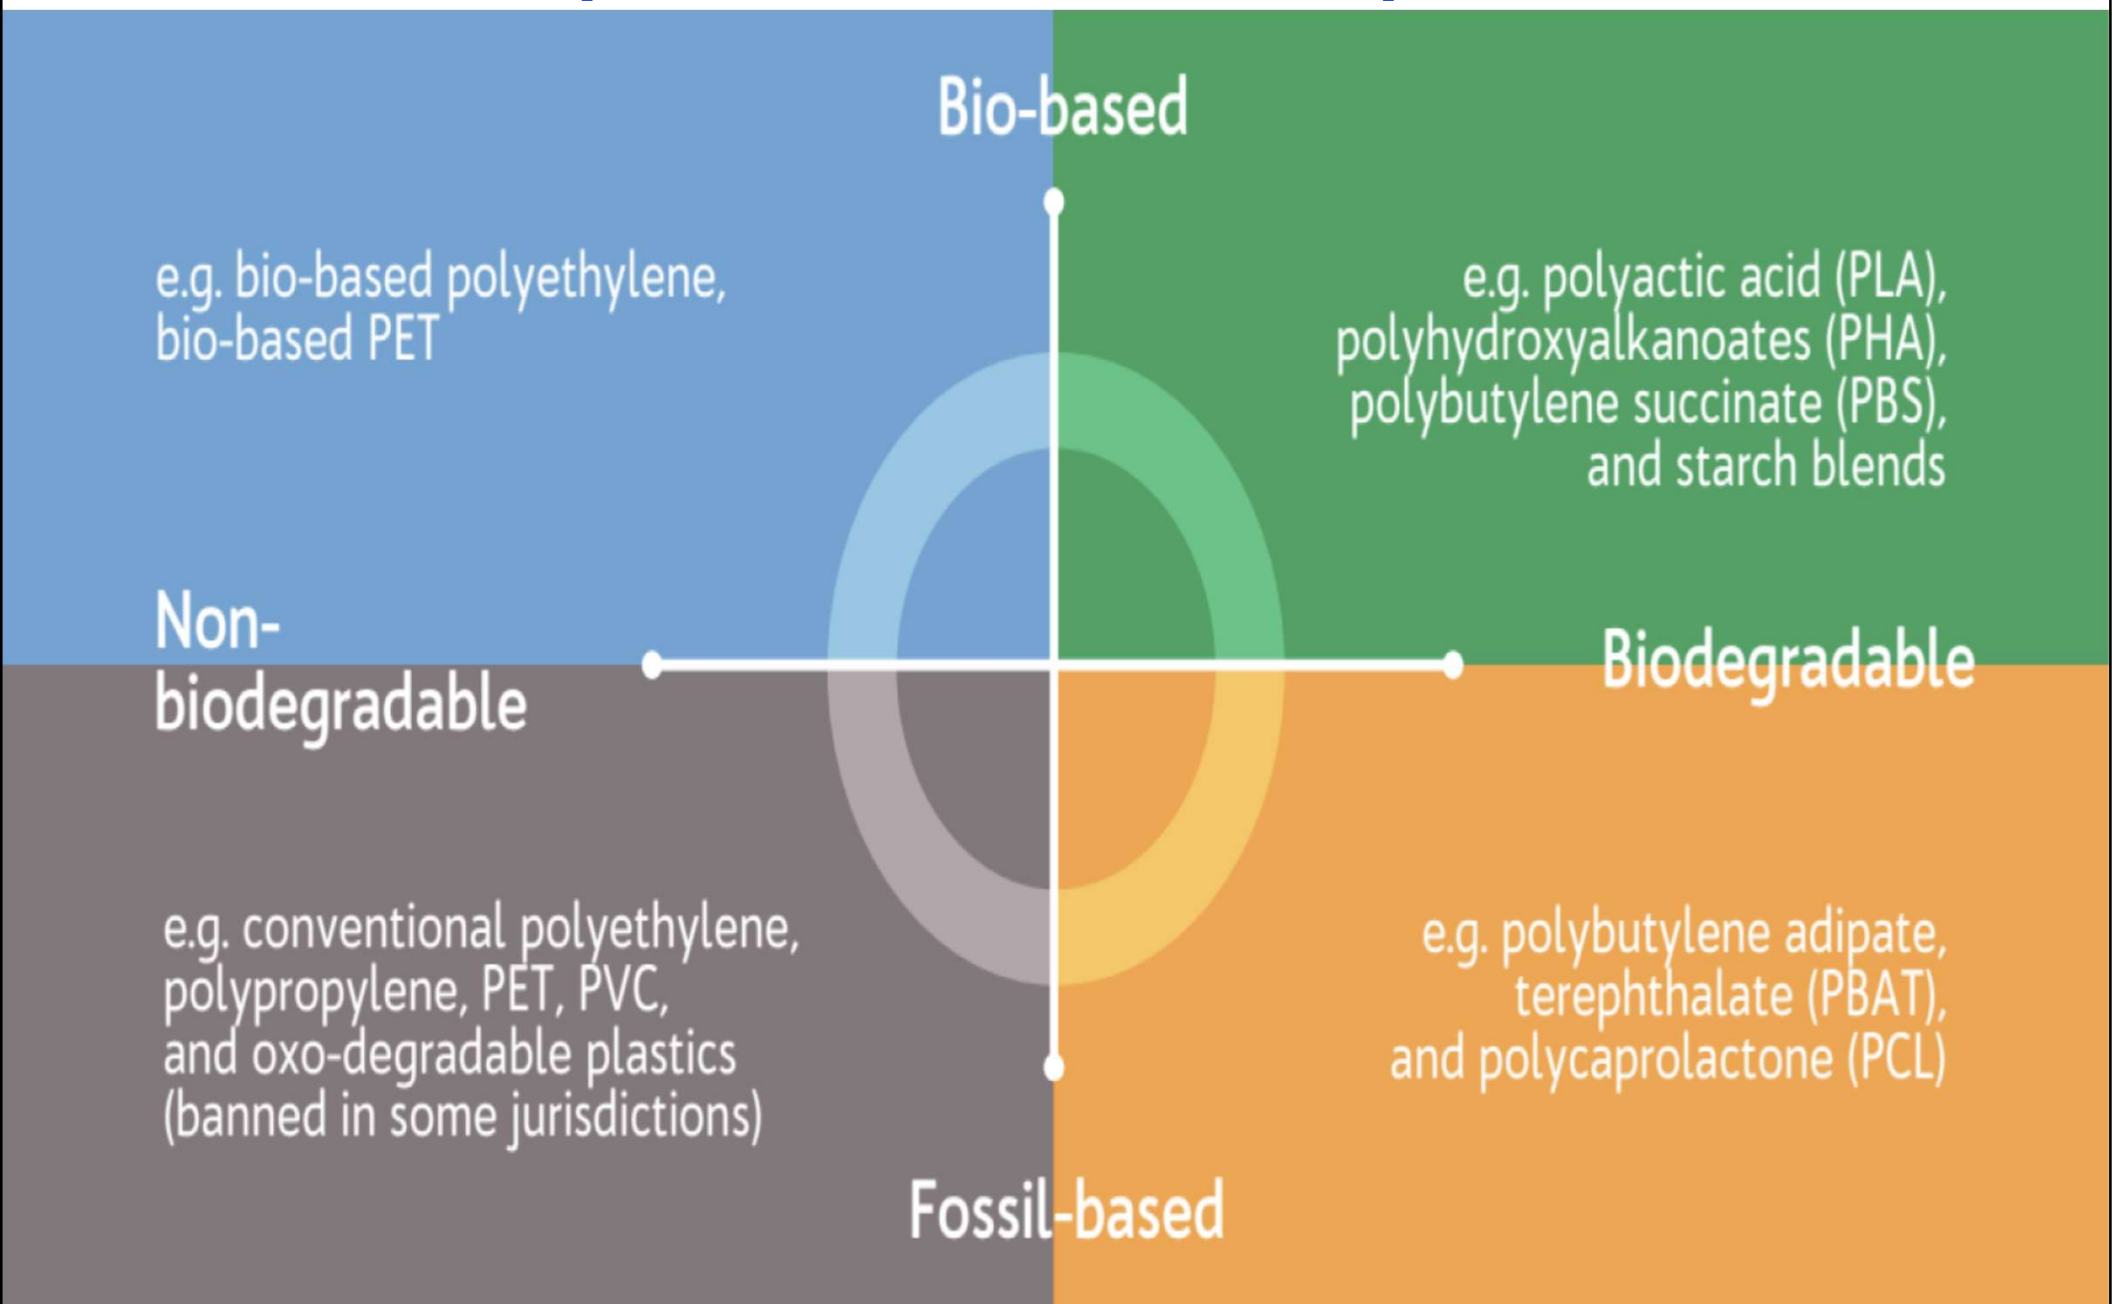 Bio-based
e.g. bio-based polyethylene,
bio-based PET
e.g. polyactic acid (PLA),
polyhydroxyalkanoates (PHA),
polybutylene succinate (PBS),
and starch blends
Non-
biodegradable
Biodegradable
e.g. conventional polyethylene,
polypropylene, PET, PVC,
and oxo-degradable plastics
(banned in some jurisdictions)
e.g. polybutylene adipate,
terephthalate (PBAT),
and polycaprolactone (PCL)
Fossil-based